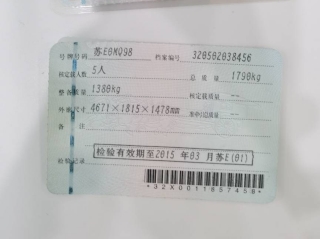 号牌号码 苏E0MQ98 档案编号 320502038456
核定载人数 5人 总质量 1790kg
整备质量 1380kg 核定载质量 --
外廓尺寸 4671×1815×1478mm 准牵引总质量 --
备注
检验记录 检验有效期至2015年03月苏E(01)
*32X0011857458*